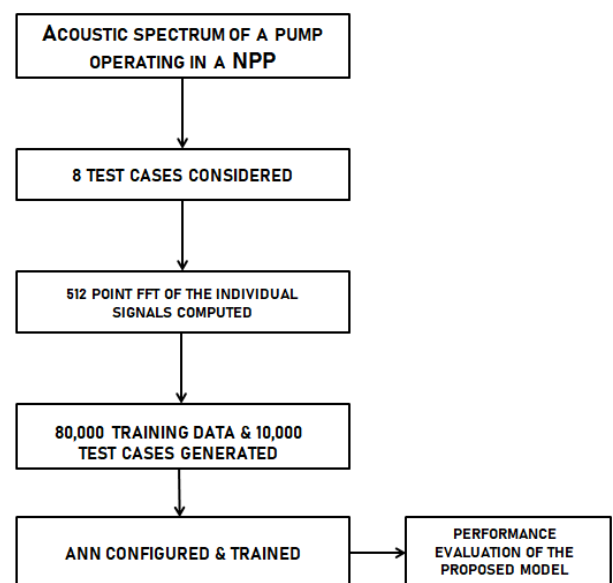 ACOUSTIC SPECTRUM OF A PUMP
OPERATING IN A NPP
8 TEST CASES CONSIDERED
512 POINT FFT OF THE INDIVIDUAL
SIGNALS COMPUTED
80,000 TRAINING DATA & 10,000
TEST CASES GENERATED
ANN CONFIGURED & TRAINED
PERFORMANCE
EVALUATION OF THE
PROPOSED MODEL